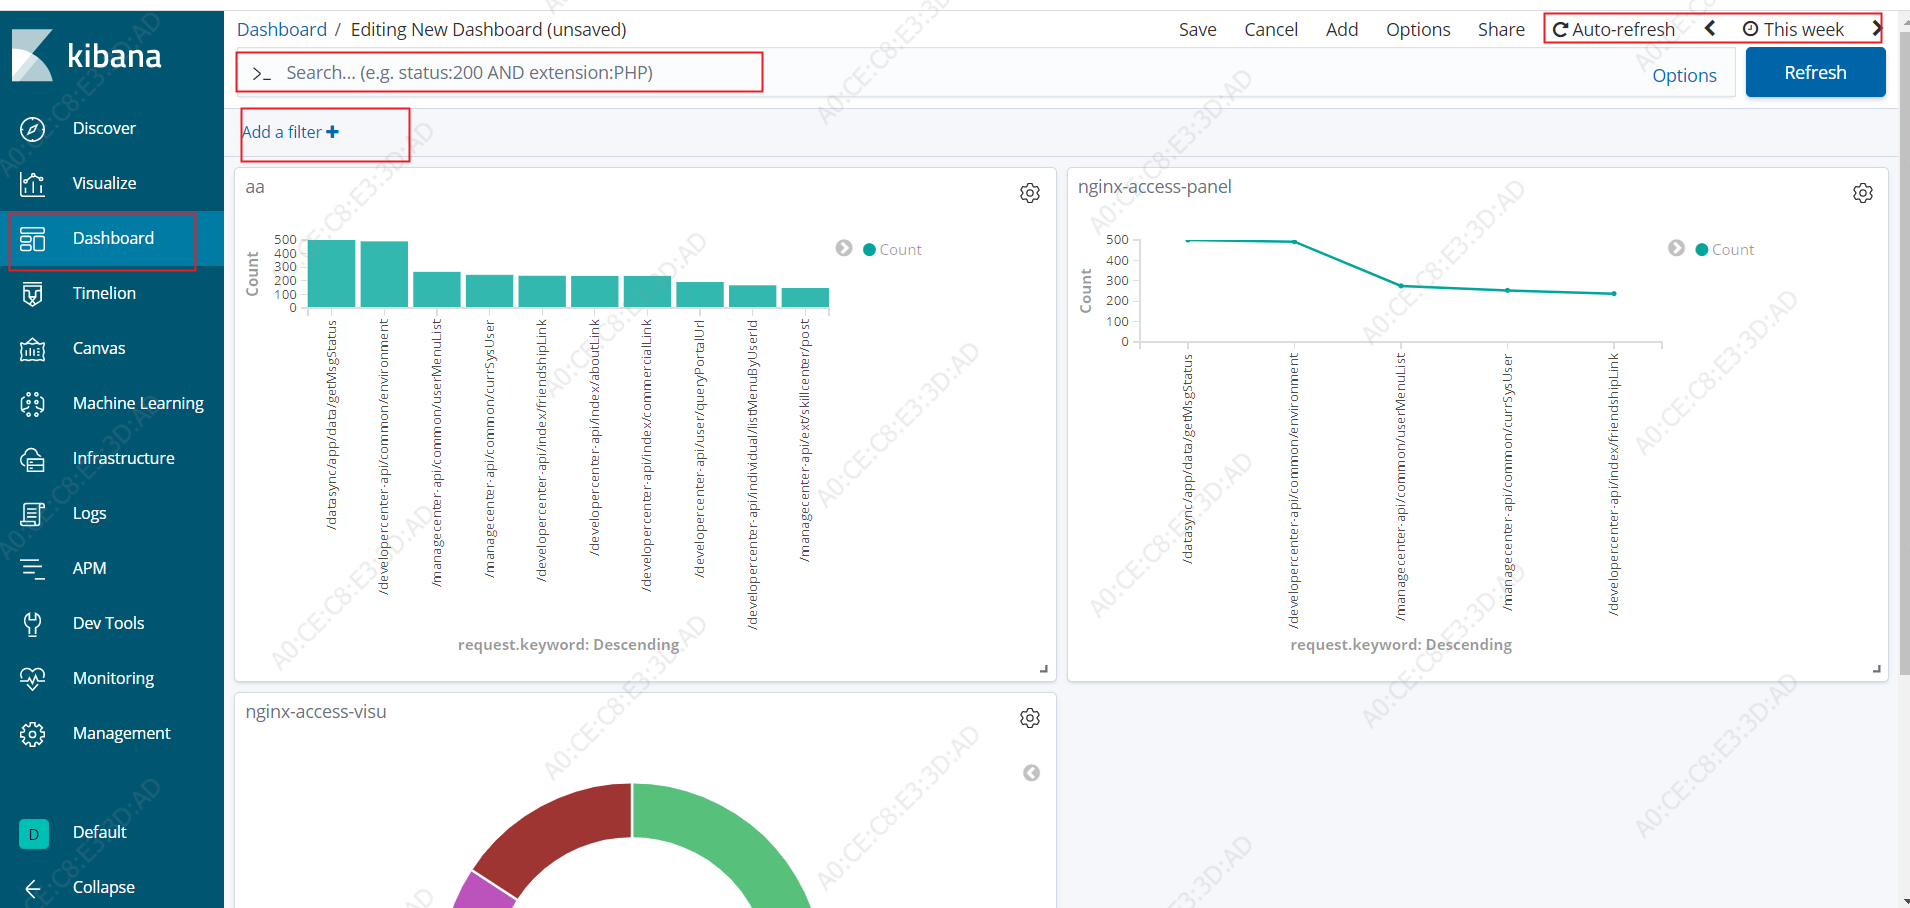 kibana
Discover
Visualize
Dashboard
Timelion
Canvas
Machine Learning
Infrastructure
Logs
APM
Dev Tools
Monitoring
Management
D Default
Collapse
Dashboard / Editing New Dashboard (unsaved)
Save Cancel Add Options Share Auto-refresh This week
>_ Search... (e.g. status:200 AND extension:PHP)
Options Refresh
Add a filter +
aa
500
400
300
200
100
0
Count
Count
/datasync/app/data/getMsgStatus
/developercenter-api/common/environment
/managecenter-api/common/userMenuList
/managecenter-api/common/currSysUser
/developercenter-api/index/friendshipLink
/developercenter-api/index/aboutLink
/developercenter-api/index/commercialLink
/developercenter-api/user/queryPortalUrl
/developercenter-api/individual/listMenuByUserId
/managecenter-api/ext/skillcenter/post
request.keyword: Descending
nginx-access-panel
500
400
300
200
100
0
Count
Count
/datasync/app/data/getMsgStatus
/developercenter-api/common/environment
/managecenter-api/common/userMenuList
/managecenter-api/common/currSysUser
/developercenter-api/index/friendshipLink
request.keyword: Descending
nginx-access-visu
A0:CE:C8:E3:3D:AD